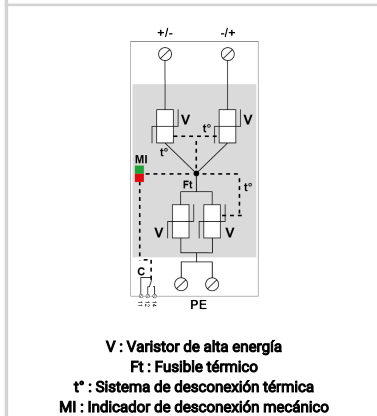 +/- -/+
V V
t°
t°
MI
Ft t°
V V
C
PE
V : Varistor de alta energía
Ft : Fusible térmico
t° : Sistema de desconexión térmica
MI : Indicador de desconexión mecánico